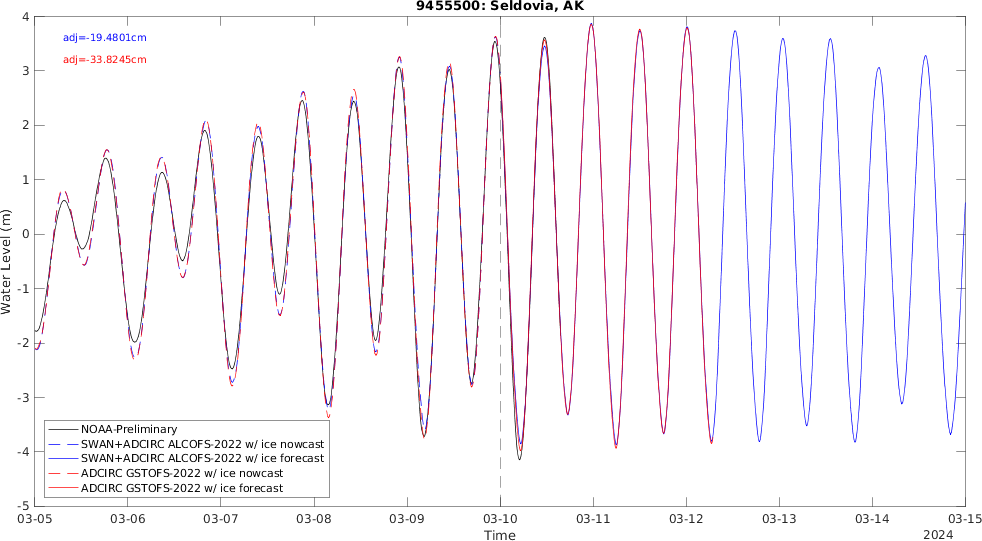 9455500: Seldovia, AK
adj=-19.4801cm
adj=-33.8245cm
Water Level (m)
4
3
2
1
0
-1
-2
-3
-4
-5
NOAA-Preliminary
SWAN+ADCIRC ALCOFS-2022 w/ ice nowcast
SWAN+ADCIRC ALCOFS-2022 w/ ice forecast
ADCIRC GSTOFS-2022 w/ ice nowcast
ADCIRC GSTOFS-2022 w/ ice forecast
03-05 03-06 03-07 03-08 03-09 03-10 03-11 03-12 03-13 03-14 03-15
Time
2024